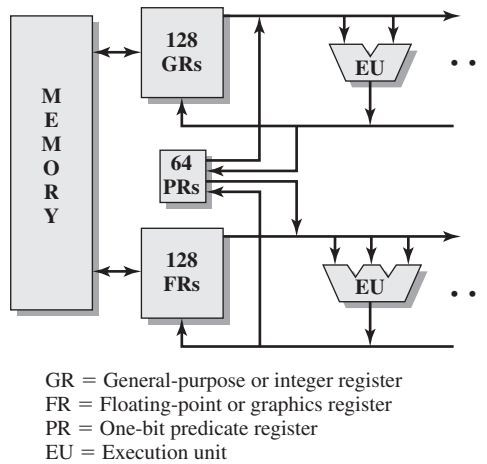 MEMORY
128
GRs
EU
. .
64
PRs
128
FRs
EU
. .
GR = General-purpose or integer register
FR = Floating-point or graphics register
PR = One-bit predicate register
EU = Execution unit